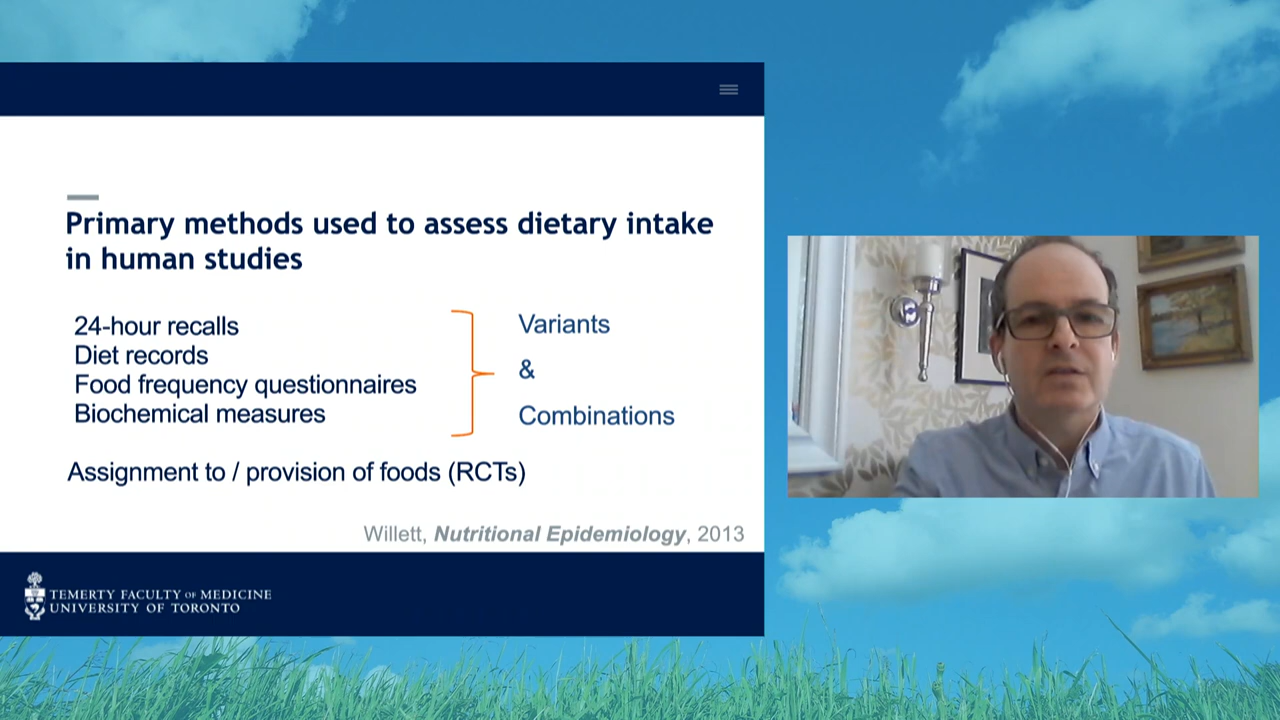 Primary methods used to assess dietary intake
in human studies
24-hour recalls
Diet records
Food frequency questionnaires
Biochemical measures
Variants
&
Combinations
Assignment to / provision of foods (RCTs)
Willett, Nutritional Epidemiology, 2013
TEMERTY FACULTY OF MEDICINE
UNIVERSITY OF TORONTO